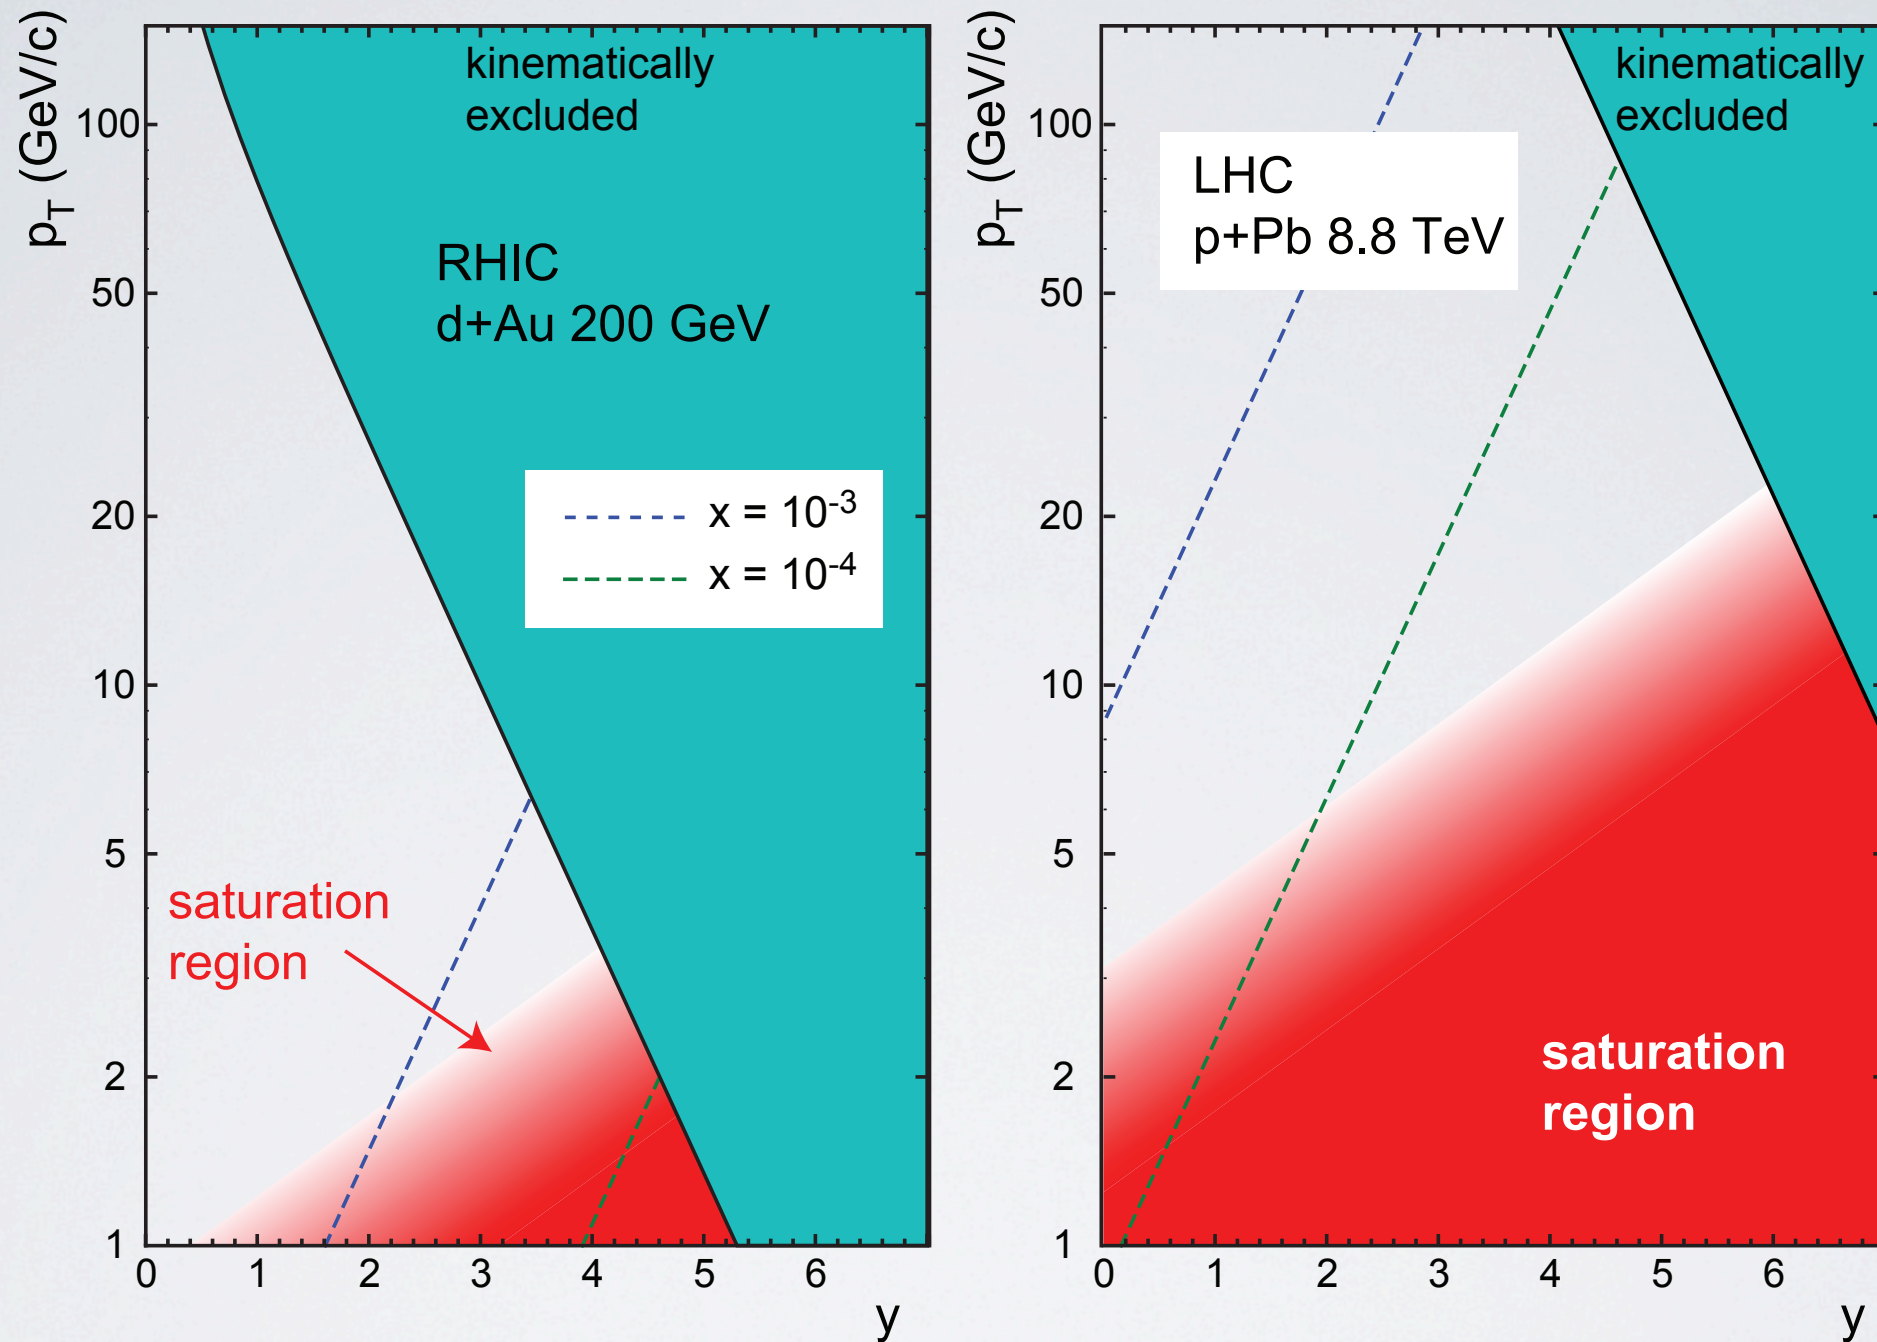 p_T (GeV/c)
100
50
20
10
5
2
1
0 1 2 3 4 5 6
y
kinematically
excluded
RHIC
d+Au 200 GeV
x = 10^-3
x = 10^-4
saturation
region
p_T (GeV/c)
100
50
20
10
5
2
1
0 1 2 3 4 5 6
y
kinematically
excluded
LHC
p+Pb 8.8 TeV
saturation
region